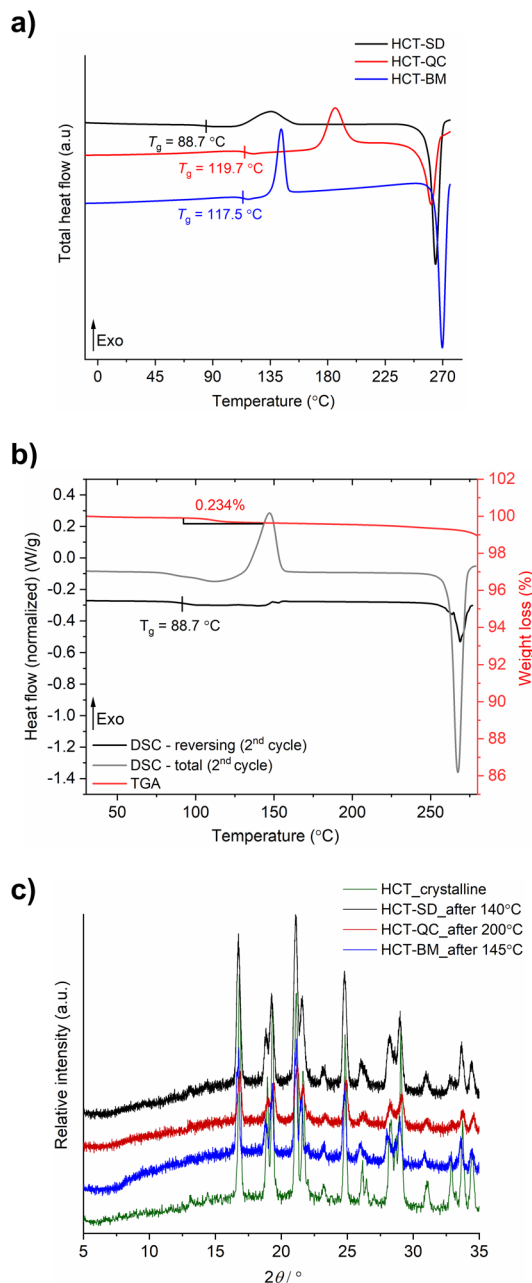 a)
HCT-SD
HCT-QC
HCT-BM
Tg = 88.7 °C
Tg = 119.7 °C
Tg = 117.5 °C
Exo
Total heat flow (a.u)
0 45 90 135 180 225 270
Temperature (°C)
b)
0.4
0.2
0.0
-0.2
-0.4
-0.6
-0.8
-1.0
-1.2
-1.4
Heat flow (normalized) (W/g)
102
100
98
96
94
92
90
88
86
Weight loss (%)
0.234%
Tg = 88.7 °C
Exo
DSC - reversing (2nd cycle)
DSC - total (2nd cycle)
TGA
50 100 150 200 250
Temperature (°C)
c)
HCT_crystalline
HCT-SD_after 140°C
HCT-QC_after 200°C
HCT-BM_after 145°C
Relative intensity (a.u.)
5 10 15 20 25 30 35
2θ / °